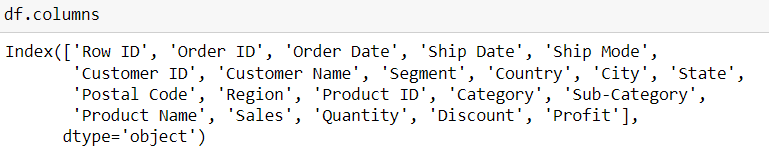 df.columns
Index(['Row ID', 'Order ID', 'Order Date', 'Ship Date', 'Ship Mode',
'Customer ID', 'Customer Name', 'Segment', 'Country', 'City', 'State',
'Postal Code', 'Region', 'Product ID', 'Category', 'Sub-Category',
'Product Name', 'Sales', 'Quantity', 'Discount', 'Profit'],
dtype='object')